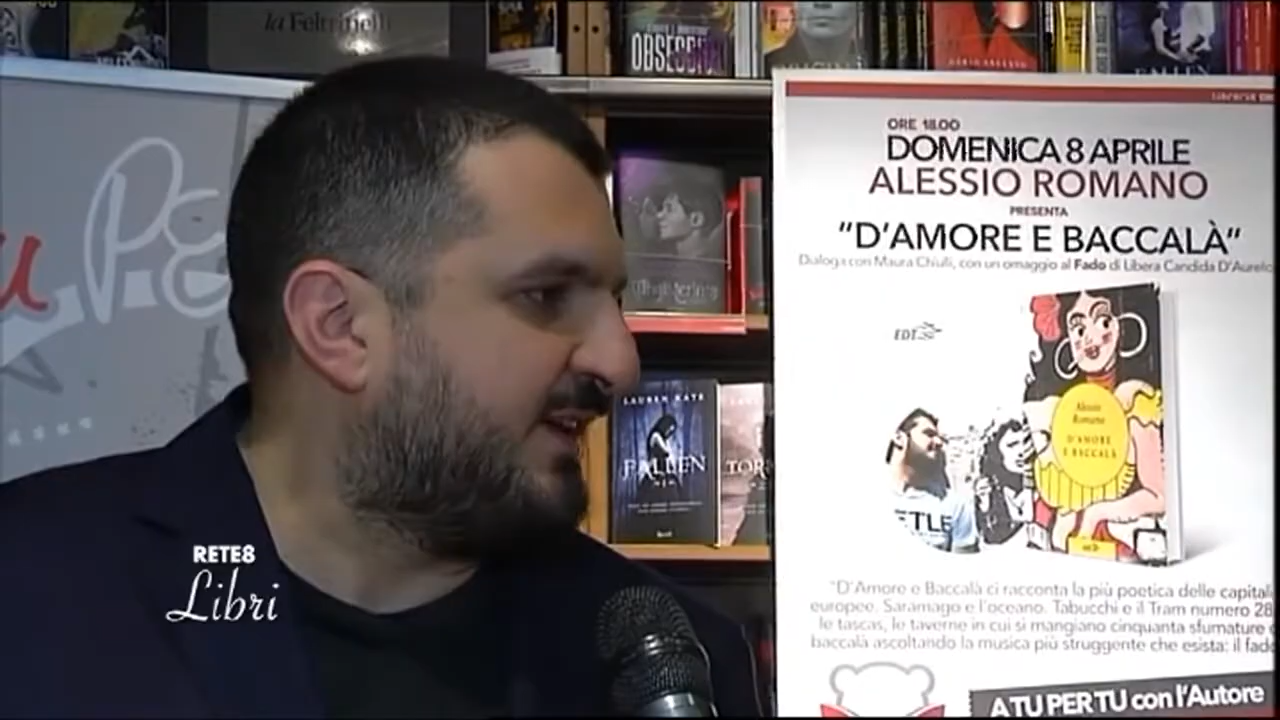 la Feltrinelli
OBSESSION
FALLEN
u PE
ORE 18.00
DOMENICA 8 APRILE
ALESSIO ROMANO
PRESENTA
"D'AMORE E BACCALÀ"
Dialoga con Maura Chiulli, con un omaggio al Fado di Libera Candida D'Aurelio
EDT
Alessio
Romano
D'AMORE
E BACCALÀ
ETLE
LAUREN KATE
FALLEN
TOR
"D'Amore e Baccalà ci racconta la più poetica delle capitali
europee. Saramago e l'oceano. Tabucchi e il Tram numero 28,
le tascas, le taverne in cui si mangiano cinquanta sfumature
baccalà ascoltando la musica più struggente che esista: il fado
A TU PER TU con l'Autore
RETE8
Libri